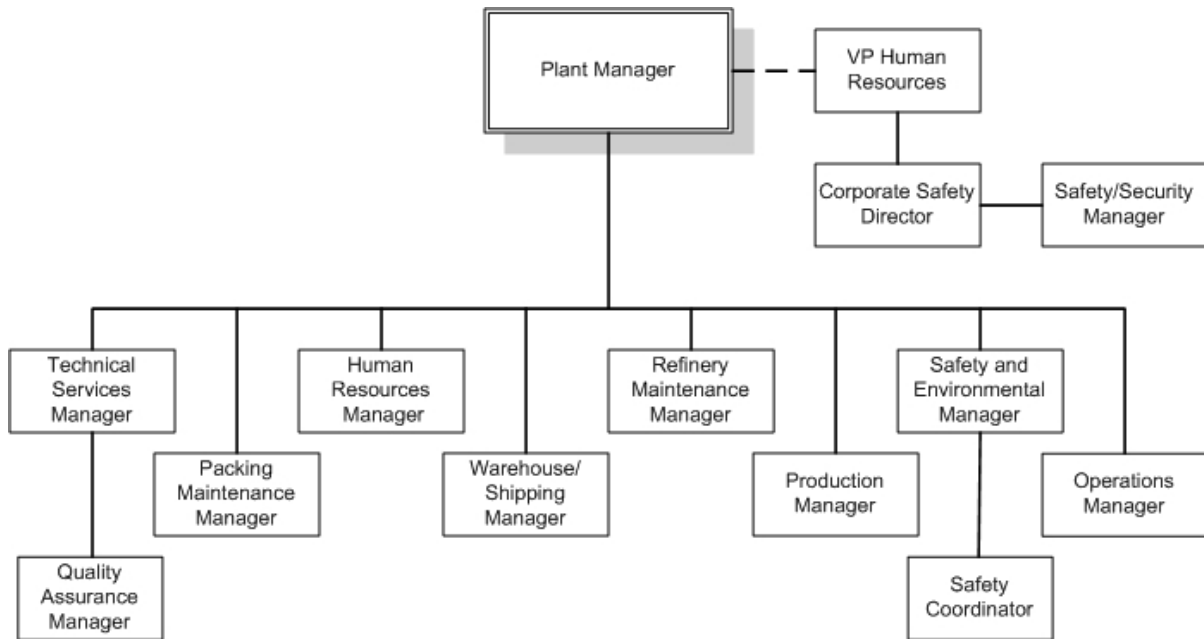 Plant Manager
VP Human
Resources
Corporate Safety
Director
Safety/Security
Manager
Technical
Services
Manager
Human
Resources
Manager
Refinery
Maintenance
Manager
Safety and
Environmental
Manager
Packing
Maintenance
Manager
Warehouse/
Shipping
Manager
Production
Manager
Operations
Manager
Quality
Assurance
Manager
Safety
Coordinator